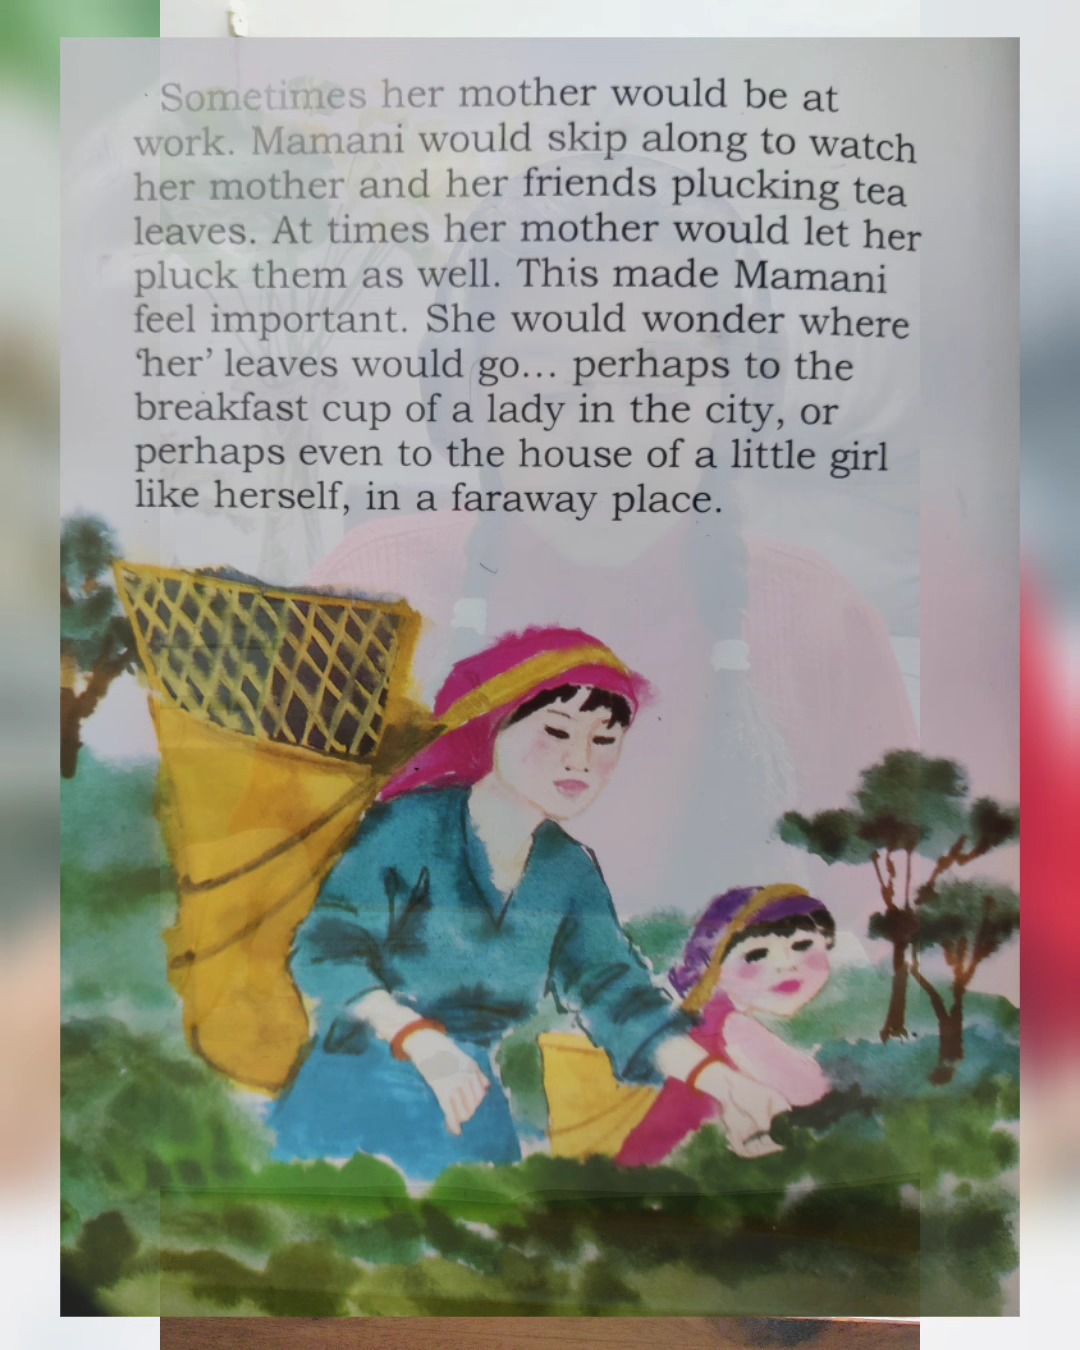 Sometimes her mother would be at
work. Mamani would skip along to watch
her mother and her friends plucking tea
leaves. At times her mother would let her
pluck them as well. This made Mamani
feel important. She would wonder where
‘her’ leaves would go... perhaps to the
breakfast cup of a lady in the city, or
perhaps even to the house of a little girl
like herself, in a faraway place.